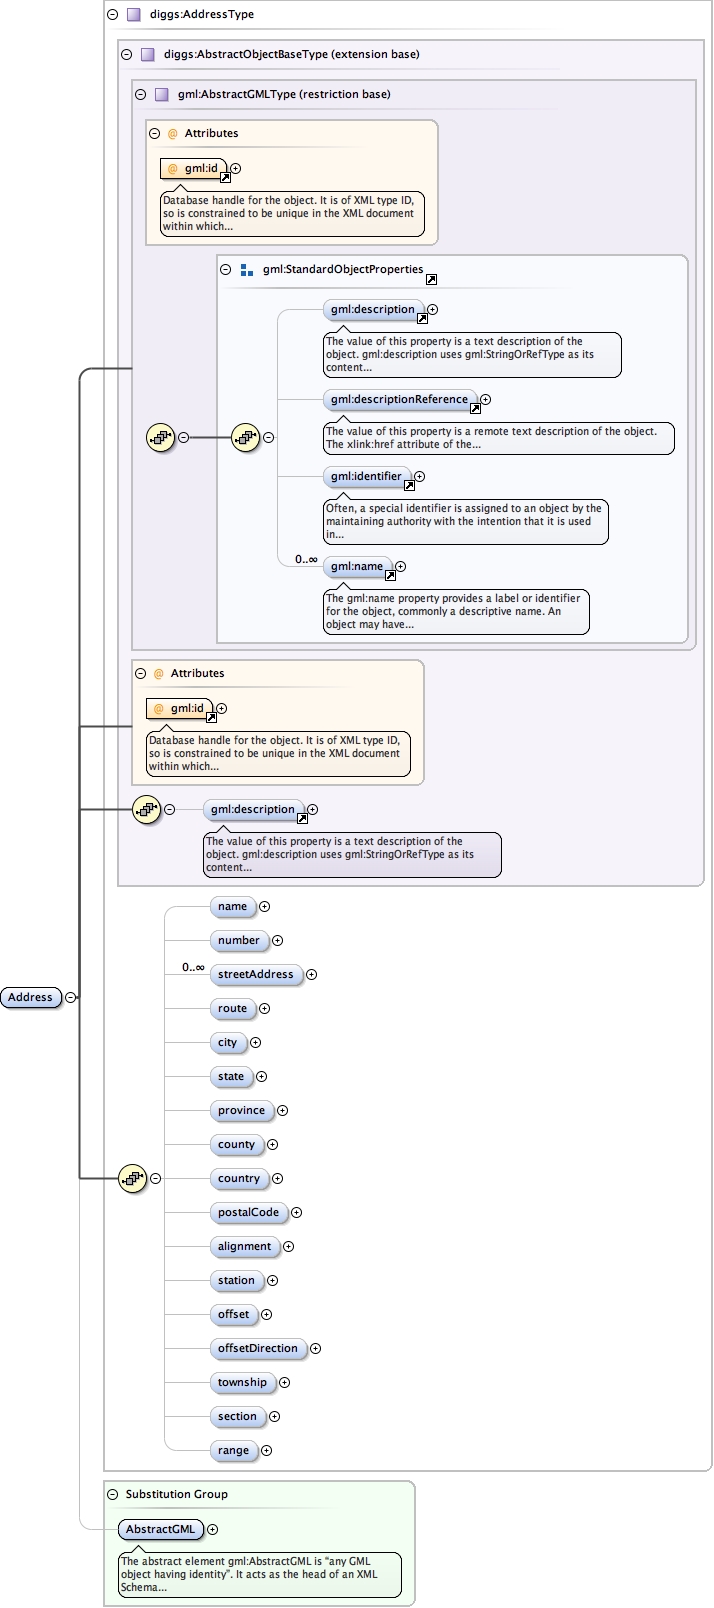 diggs:AddressType
diggs:AbstractObjectBaseType (extension base)
gml:AbstractGMLType (restriction base)
@ Attributes
@ gml:id
Database handle for the object. It is of XML type ID,
so is constrained to be unique in the XML document
within which...
gml:StandardObjectProperties
gml:description
The value of this property is a text description of the
object. gml:description uses gml:StringOrRefType as its
content...
gml:descriptionReference
The value of this property is a remote text description of the object.
The xlink:href attribute of the...
gml:identifier
Often, a special identifier is assigned to an object by the
maintaining authority with the intention that it is used
in...
0..∞
gml:name
The gml:name property provides a label or identifier
for the object, commonly a descriptive name. An
object may have...
@ Attributes
@ gml:id
Database handle for the object. It is of XML type ID,
so is constrained to be unique in the XML document
within which...
gml:description
The value of this property is a text description of the
object. gml:description uses gml:StringOrRefType as its
content...
name
number
0..∞
streetAddress
Address
route
city
state
province
county
country
postalCode
alignment
station
offset
offsetDirection
township
section
range
Substitution Group
AbstractGML
The abstract element gml:AbstractGML is "any GML
object having identity". It acts as the head of an XML
Schema...